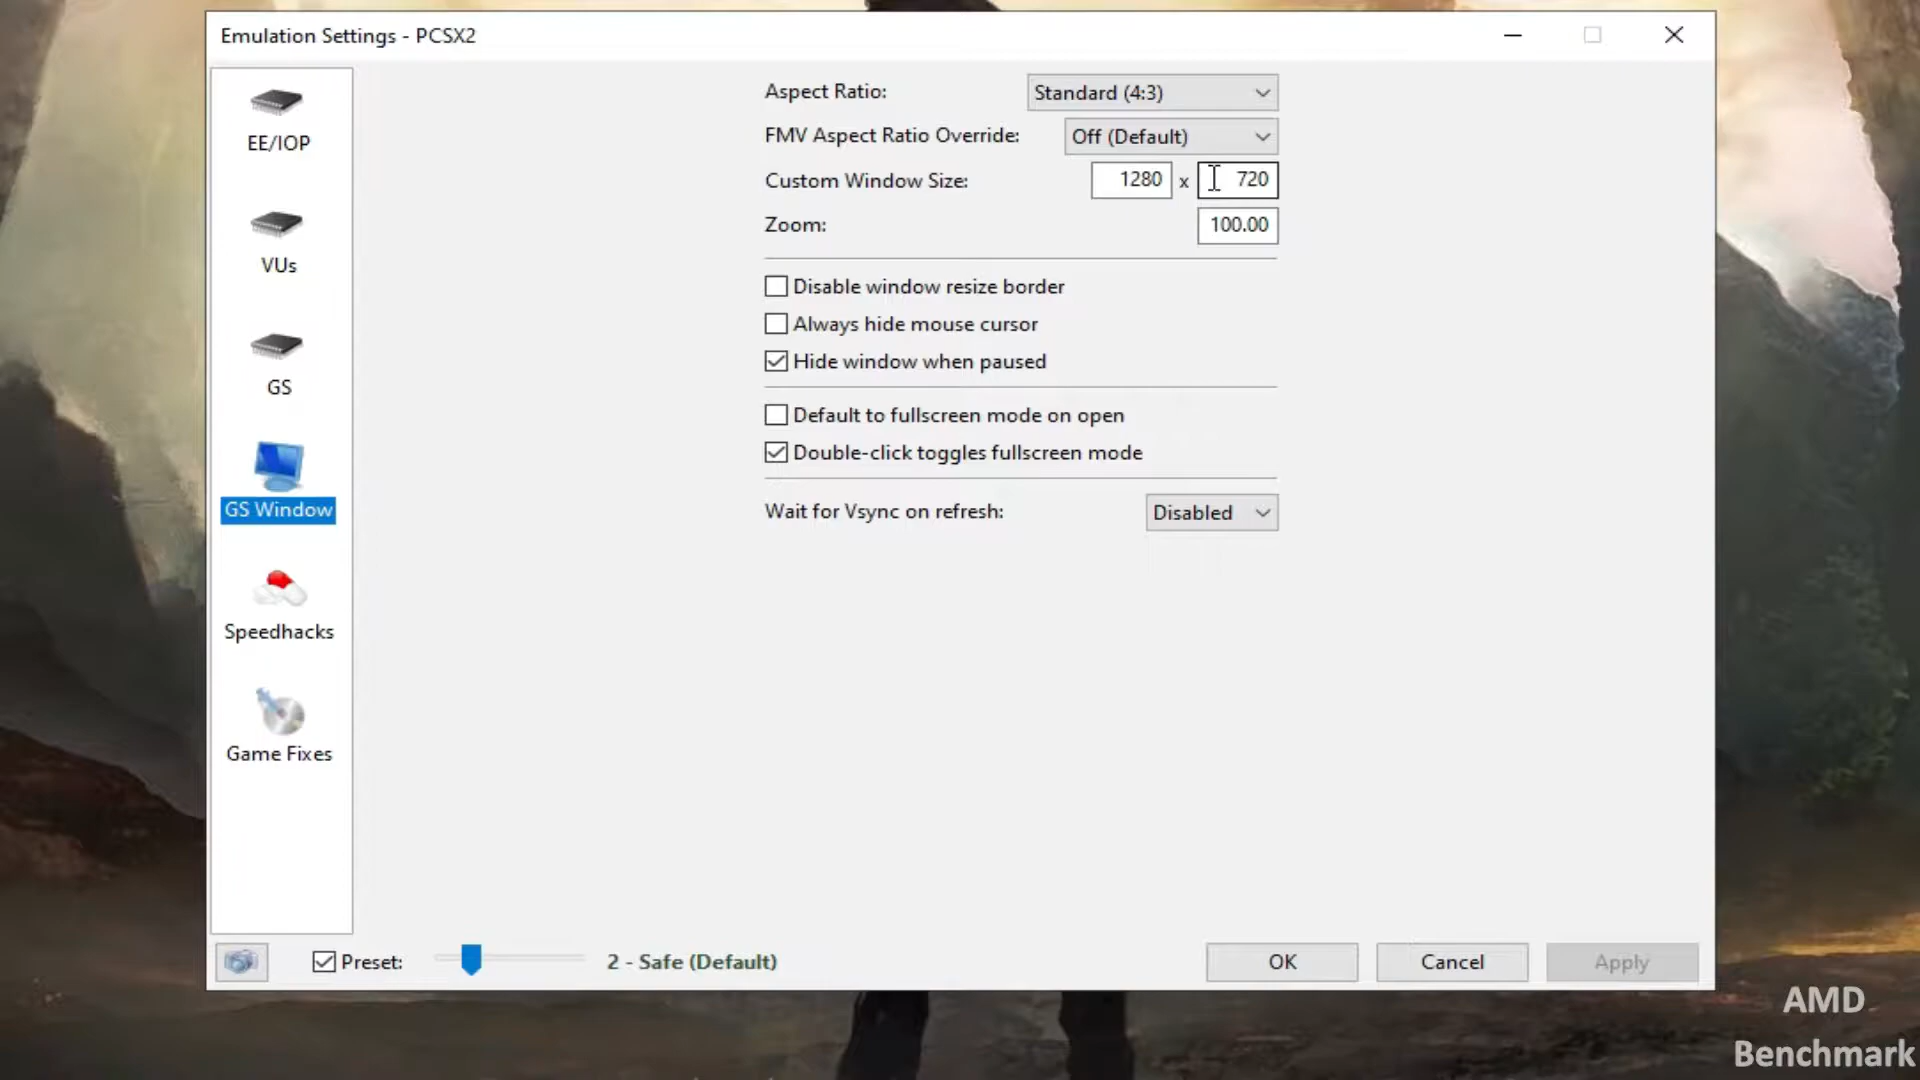 Emulation Settings - PCSX2
EE/IOP
VUs
GS
GS Window
Speedhacks
Game Fixes
Aspect Ratio: Standard (4:3)
FMV Aspect Ratio Override: Off (Default)
Custom Window Size: 1280 x 720
Zoom: 100.00
Disable window resize border
Always hide mouse cursor
Hide window when paused
Default to fullscreen mode on open
Double-click toggles fullscreen mode
Wait for Vsync on refresh: Disabled
Preset: 2 - Safe (Default) OK Cancel Apply
AMD
Benchmark